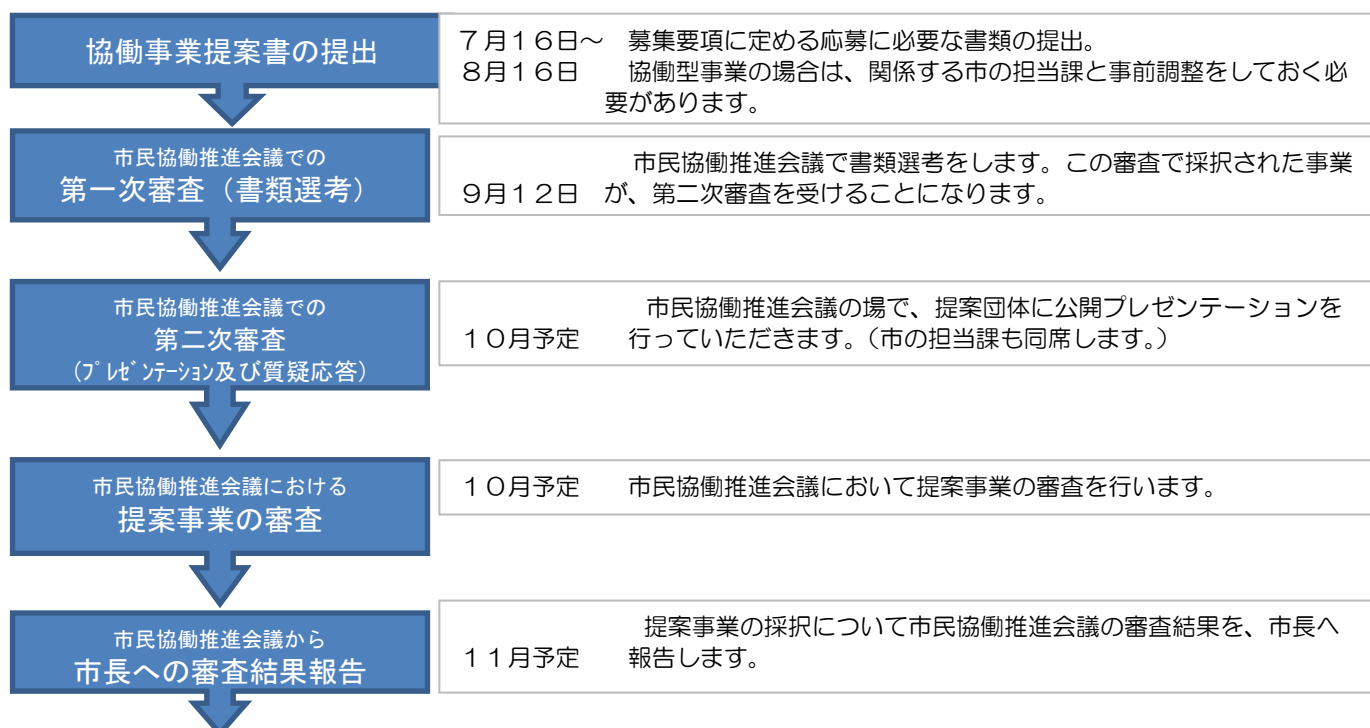 協働事業提案書の提出
７月１６日～　募集要項に定める応募に必要な書類の提出。
８月１６日　協働型事業の場合は、関係する市の担当課と事前調整をしておく必
要があります。
市民協働推進会議での
第一次審査（書類選考）
市民協働推進会議で書類選考をします。この審査で採択された事業
９月１２日　が、第二次審査を受けることになります。
市民協働推進会議での
第二次審査
(ﾌﾟﾚｾﾞﾝﾃｰｼｮﾝ及び質疑応答)
市民協働推進会議の場で、提案団体に公開プレゼンテーションを
１０月予定　行っていただきます。（市の担当課も同席します。）
市民協働推進会議における
提案事業の審査
１０月予定　市民協働推進会議において提案事業の審査を行います。
市民協働推進会議から
市長への審査結果報告
提案事業の採択について市民協働推進会議の審査結果を、市長へ
１１月予定　報告します。